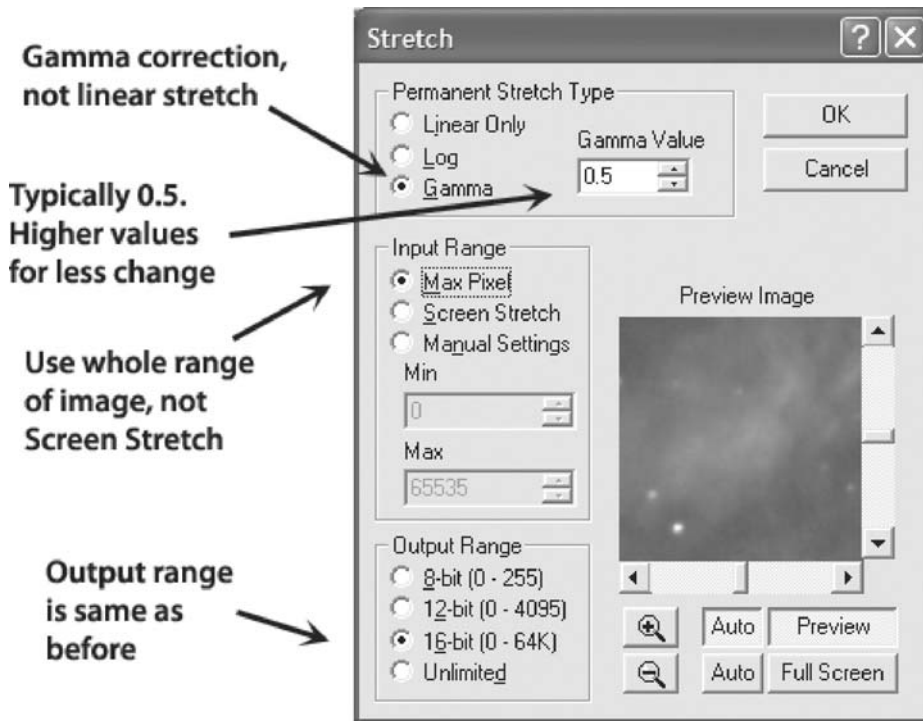 Gamma correction,
not linear stretch
Typically 0.5.
Higher values
for less change
Use whole range
of image, not
Screen Stretch
Output range
is same as
before
Stretch
Permanent Stretch Type
Linear Only
Log
Gamma
Gamma Value
0.5
OK
Cancel
Input Range
Max Pixel
Screen Stretch
Manual Settings
Min
0
Max
65535
Output Range
8-bit (0 - 255)
12-bit (0 - 4095)
16-bit (0 - 64K)
Unlimited
Preview Image
Auto Preview
Auto Full Screen